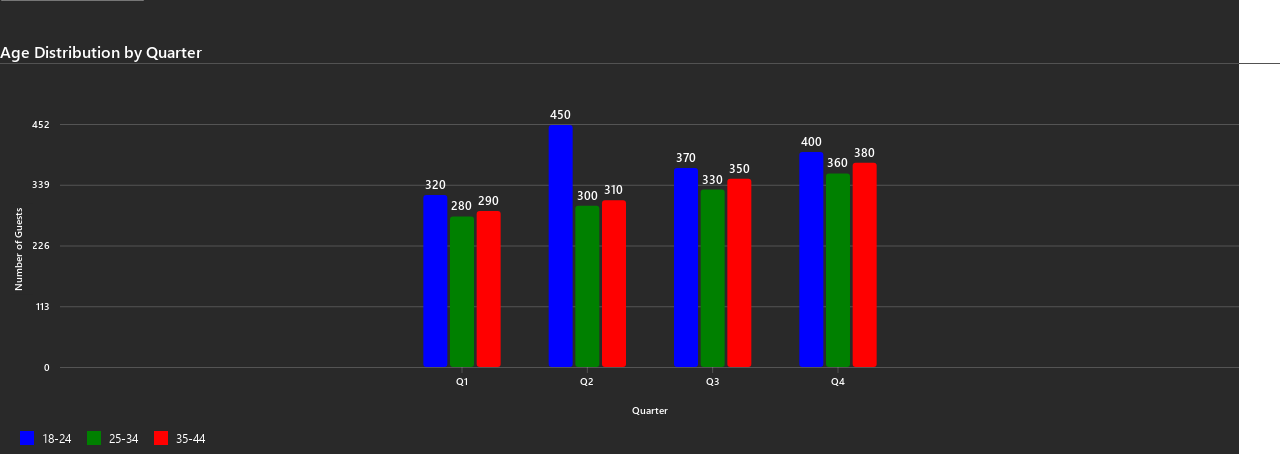 Age Distribution by Quarter
452
339
226
113
0
Number of Guests
320 280 290
450 300 310
370 330 350
400 360 380
Q1 Q2 Q3 Q4
Quarter
18-24 25-34 35-44